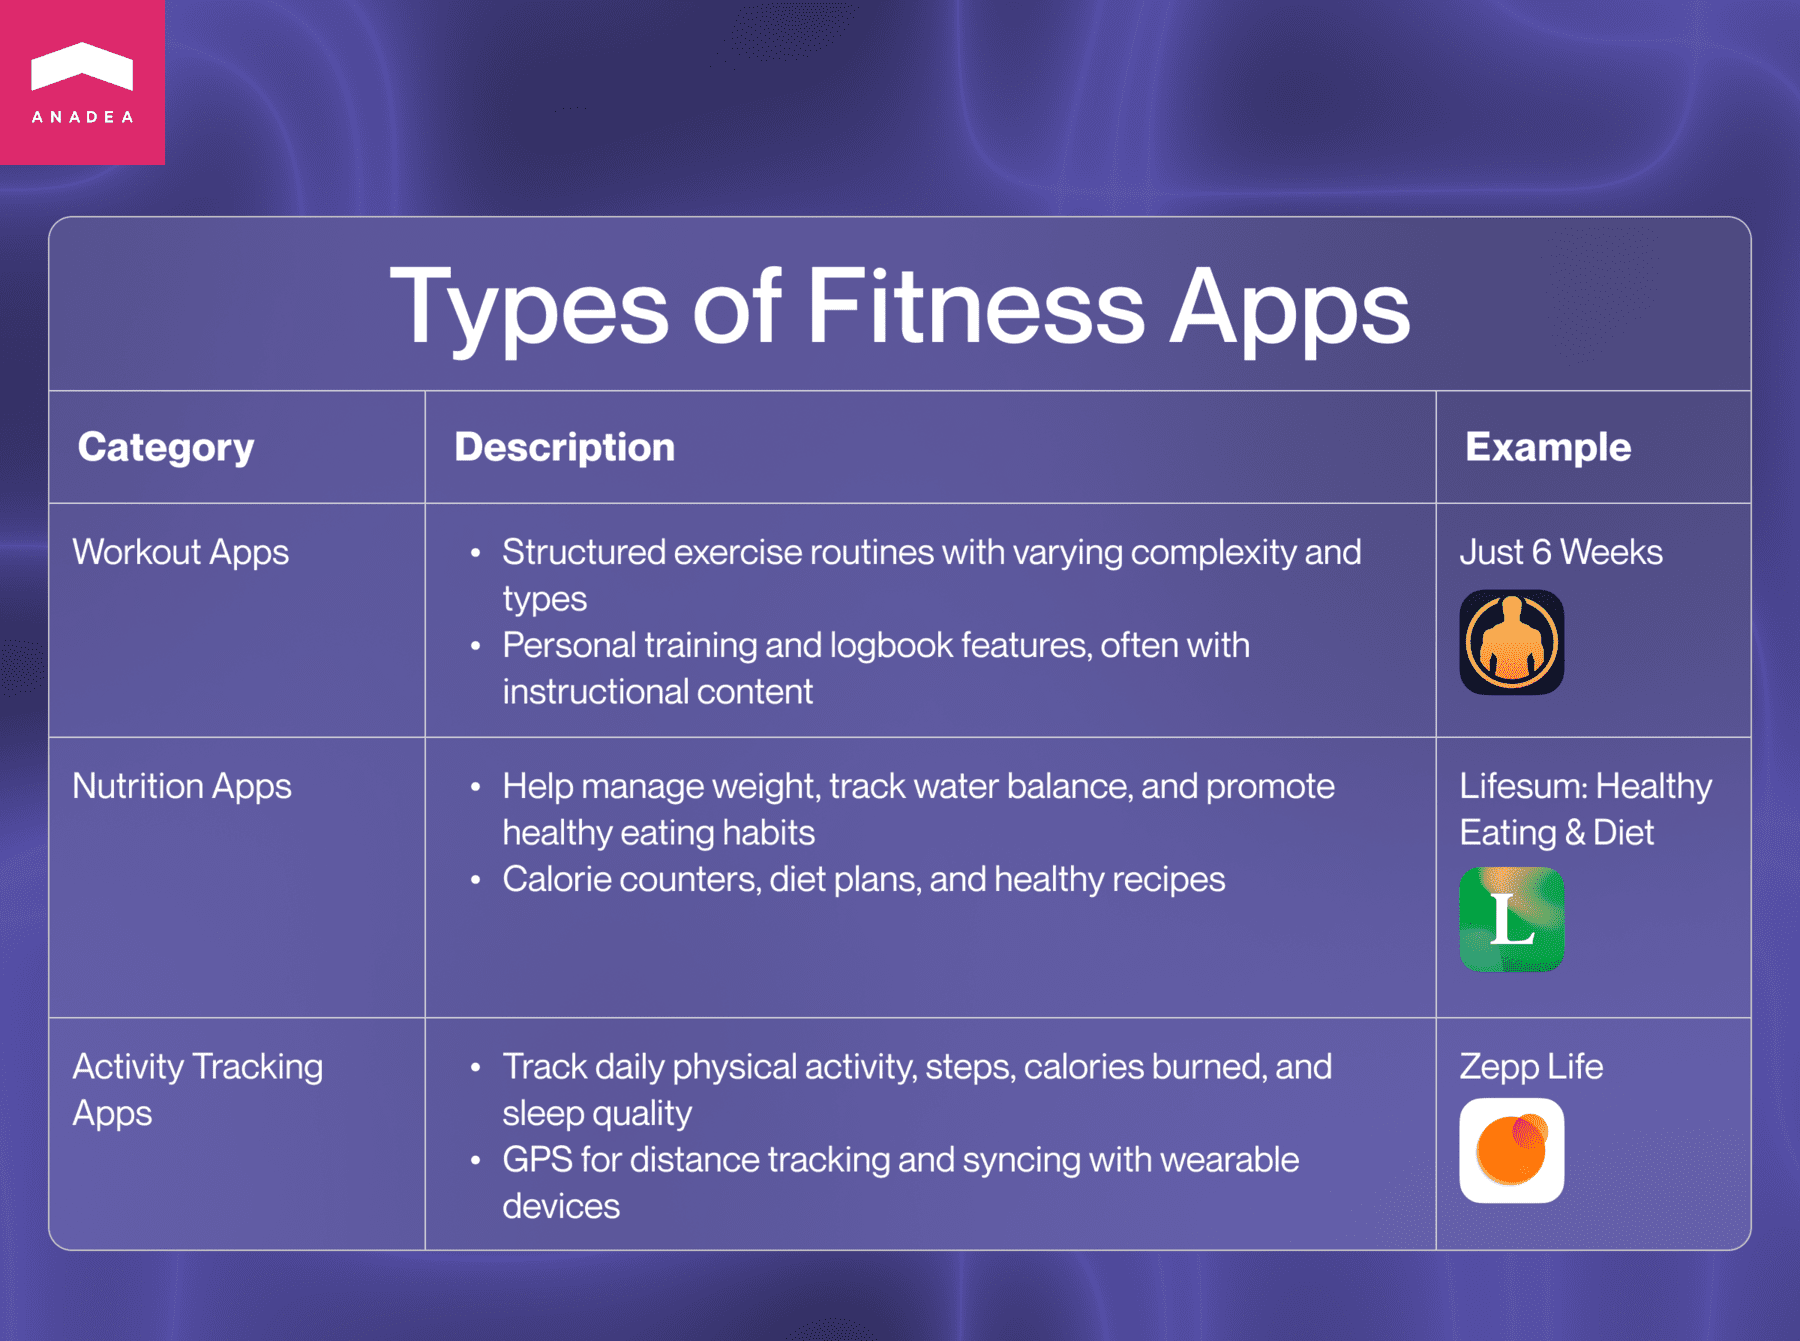 ANADEA
Types of Fitness Apps
Category
Description
Example
Workout Apps
• Structured exercise routines with varying complexity and
types
• Personal training and logbook features, often with
instructional content
Just 6 Weeks
Nutrition Apps
• Help manage weight, track water balance, and promote
healthy eating habits
• Calorie counters, diet plans, and healthy recipes
Lifesum: Healthy
Eating & Diet
L
Activity Tracking
Apps
• Track daily physical activity, steps, calories burned, and
sleep quality
• GPS for distance tracking and syncing with wearable
devices
Zepp Life